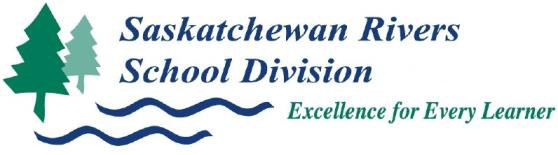 Saskatchewan Rivers
School Division
Excellence for Every Learner